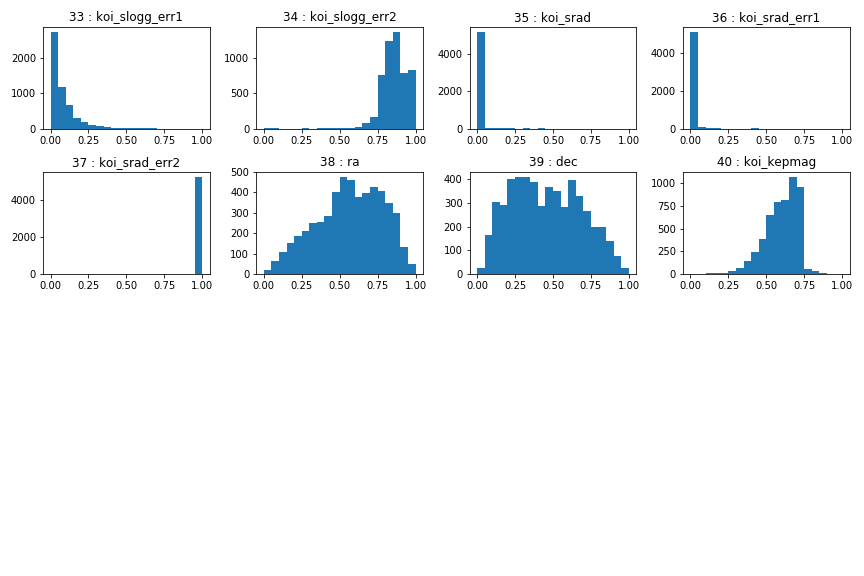 33 : koi_slogg_err1
34 : koi_slogg_err2
35 : koi_srad
36 : koi_srad_err1
2000
1000
0
0.00 0.25 0.50 0.75 1.00
1000
500
0
0.00 0.25 0.50 0.75 1.00
4000
2000
0
0.00 0.25 0.50 0.75 1.00
4000
2000
0
0.00 0.25 0.50 0.75 1.00
37 : koi_srad_err2
38 : ra
39 : dec
40 : koi_kepmag
4000
2000
0
0.00 0.25 0.50 0.75 1.00
500
400
300
200
100
0
0.00 0.25 0.50 0.75 1.00
400
300
200
100
0
0.00 0.25 0.50 0.75 1.00
1000
750
500
250
0
0.00 0.25 0.50 0.75 1.00